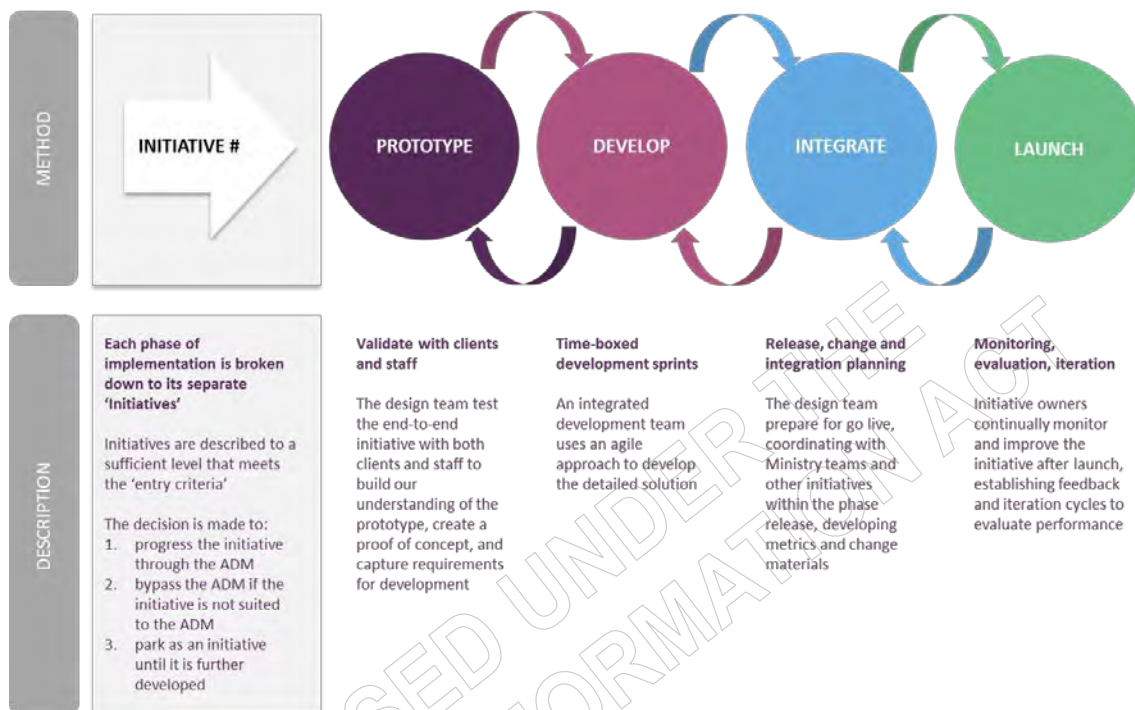 METHOD
INITIATIVE #
PROTOTYPE
DEVELOP
INTEGRATE
LAUNCH
DESCRIPTION
Each phase of
implementation is broken
down to its separate
‘Initiatives’
Initiatives are described to a
sufficient level that meets
the ‘entry criteria’
The decision is made to:
1. progress the initiative
through the ADM
2. bypass the ADM if the
initiative is not suited
to the ADM
3. park as an initiative
until it is further
developed
Validate with clients
and staff
The design team test
the end-to-end
initiative with both
clients and staff to
build our
understanding of the
prototype, create a
proof of concept, and
capture requirements
for development
Time-boxed
development sprints
An integrated
development team
uses an agile
approach to develop
the detailed solution
Release, change and
integration planning
The design team
prepare for go live,
coordinating with
Ministry teams and
other initiatives
within the phase
release, developing
metrics and change
materials
Monitoring,
evaluation, iteration
Initiative owners
continually monitor
and improve the
initiative after launch,
establishing feedback
and iteration cycles to
evaluate performance
SED UNDER THE
FORMATION ACT